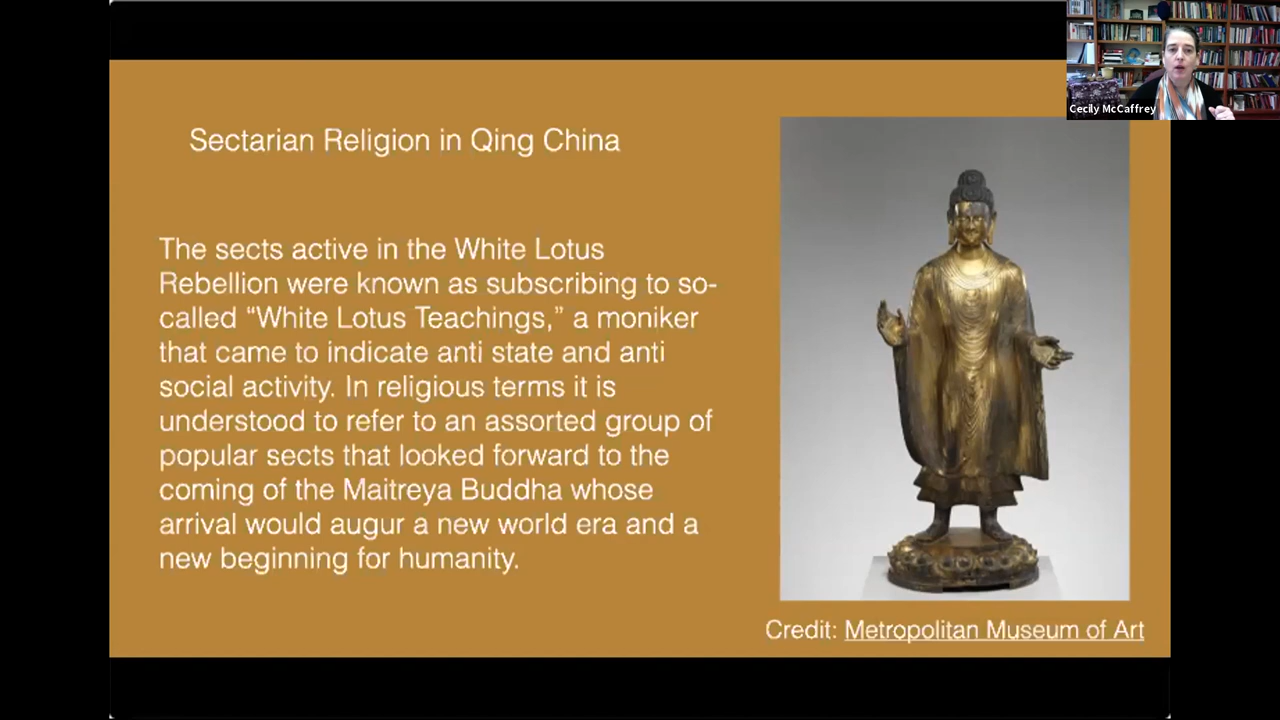 Cecily McCaffrey
Sectarian Religion in Qing China
The sects active in the White Lotus
Rebellion were known as subscribing to so-
called “White Lotus Teachings,” a moniker
that came to indicate anti state and anti
social activity. In religious terms it is
understood to refer to an assorted group of
popular sects that looked forward to the
coming of the Maitreya Buddha whose
arrival would augur a new world era and a
new beginning for humanity.
Credit: Metropolitan Museum of Art